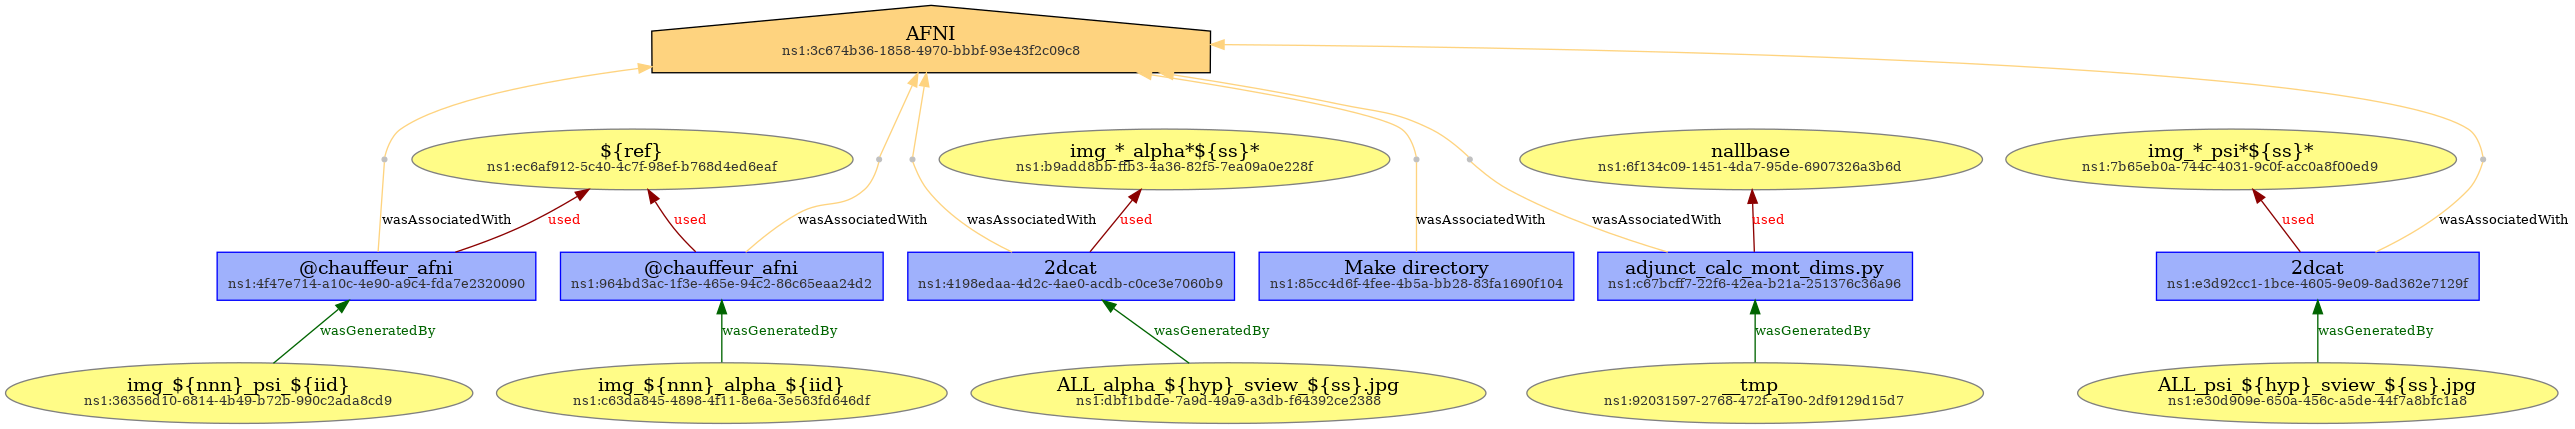 AFNI
ns1:3c674b36-1858-4970-bbbf-93e43f2c09c8
${ref}
ns1:ec6af912-5c40-4c7f-98ef-b768d4ed6eaf
img_*_alpha*${ss}*
ns1:b9add8bb-ffb3-4a36-82f5-7ea09a0e228f
nallbase
ns1:6f134c09-1451-4da7-95de-6907326a3b6d
img_*_psi*${ss}*
ns1:7b65eb0a-744c-4031-9c0f-acc0a8f00ed9
wasAssociatedWith
used
used
wasAssociatedWith
wasAssociatedWith
used
wasAssociatedWith
wasAssociatedWith
used
used
wasAssociatedWith
@chauffeur_afni
ns1:4f47e714-a10c-4e90-a9c4-fda7e2320090
@chauffeur_afni
ns1:964bd3ac-1f3e-465e-94c2-86c65eaa24d2
2dcat
ns1:4198edaa-4d2c-4ae0-acdb-c0ce3e7060b9
Make directory
ns1:85cc4d6f-4fee-4b5a-bb28-83fa1690f104
adjunct_calc_mont_dims.py
ns1:c67bcff7-22f6-42ea-b21a-251376c36a96
2dcat
ns1:e3d92cc1-1bce-4605-9e09-8ad362e7129f
wasGeneratedBy
wasGeneratedBy
wasGeneratedBy
wasGeneratedBy
wasGeneratedBy
img_${nnn}_psi_${iid}
ns1:36356d10-6814-4b49-b72b-990c2ada8cd9
img_${nnn}_alpha_${iid}
ns1:c63da845-4898-4f11-8e6a-3e563fd646df
ALL_alpha_${hyp}_sview_${ss}.jpg
ns1:dbf1bdde-7a9d-49a9-a3db-f64392ce2388
__tmp_
ns1:92031597-2768-472f-a190-2df9129d15d7
ALL_psi_${hyp}_sview_${ss}.jpg
ns1:e30d909e-650a-456c-a5de-44f7a8bfc1a8